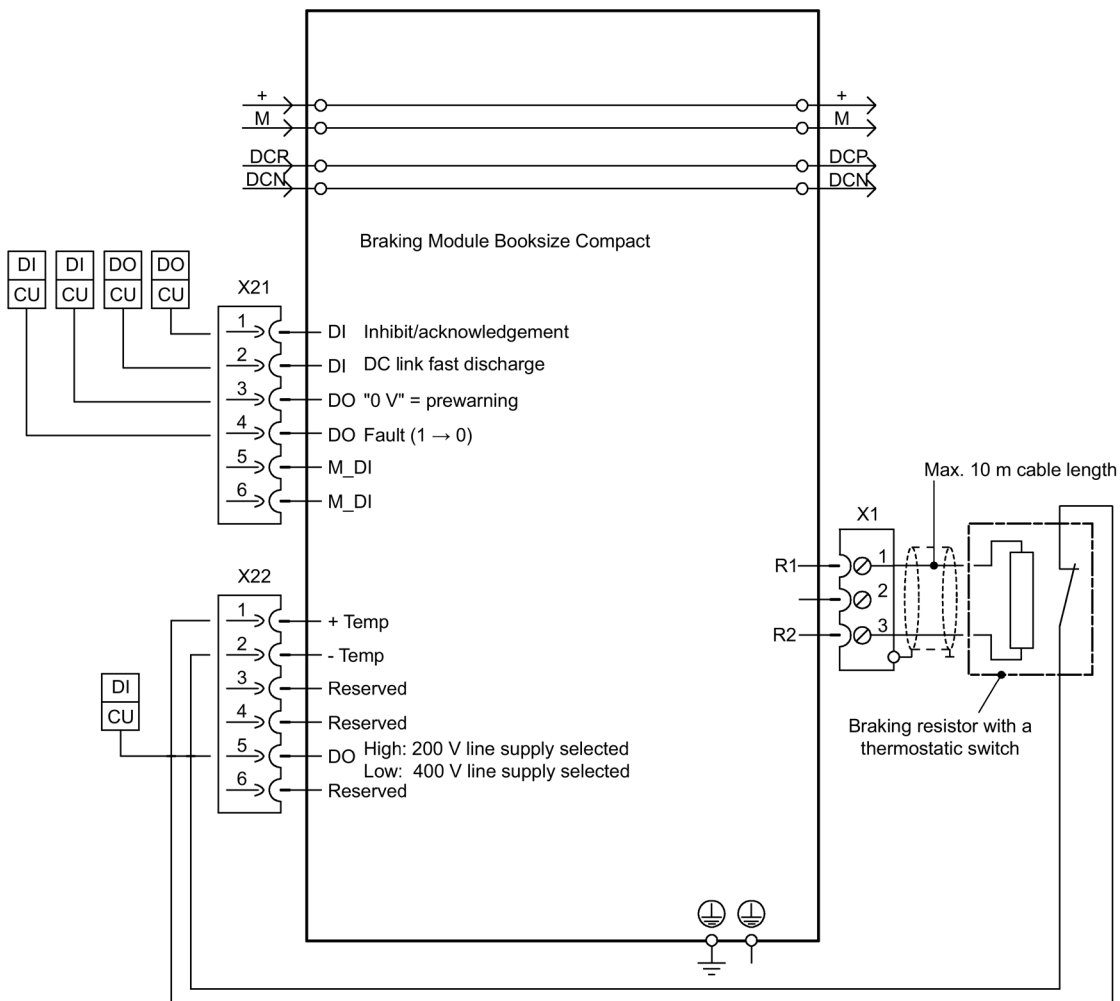 +
M
DCP
DCN
+
M
DCP
DCN
Braking Module Booksize Compact
DI
CU
DI
CU
DO
CU
DO
CU
X21
1
DI Inhibit/acknowledgement
2
DI DC link fast discharge
3
DO "0 V" = prewarning
4
DO Fault (1 → 0)
5
M_DI
6
M_DI
X22
1
+ Temp
2
- Temp
3
Reserved
4
Reserved
5
DO High: 200 V line supply selected
Low: 400 V line supply selected
6
Reserved
DI
CU
Max. 10 m cable length
X1
R1
1
2
R2
3
Braking resistor with a
thermostatic switch